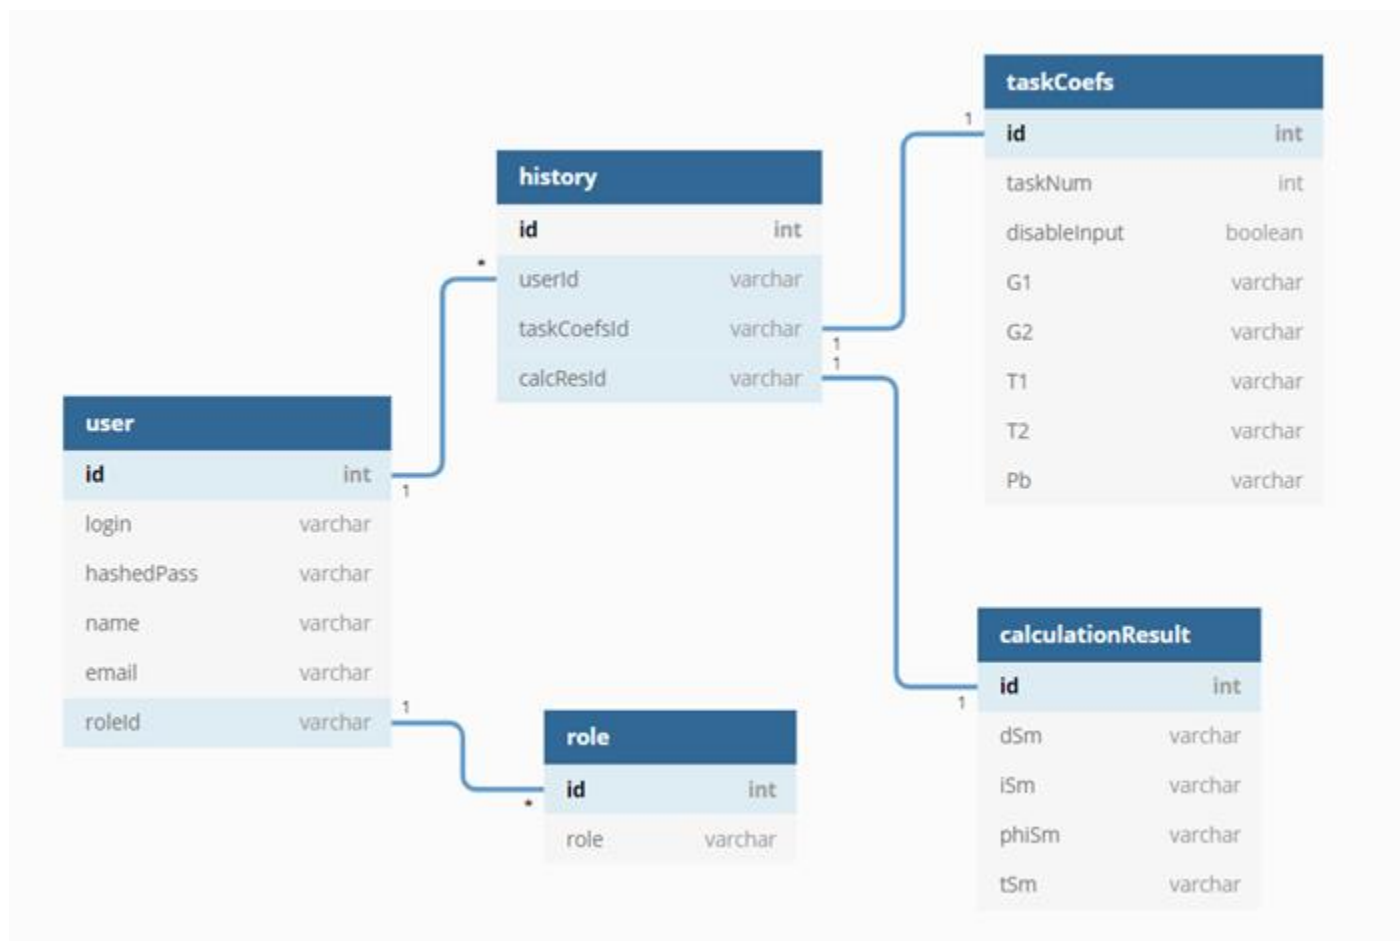 taskCoefs
1
id int
taskNum int
disableInput boolean
G1 varchar
G2 varchar
T1 varchar
T2 varchar
Pb varchar
history
id int
* userId varchar
taskCoefsId varchar
1
1
calcResId varchar
user
id int
1
login varchar
hashedPass varchar
name varchar
email varchar
roleId varchar
1
role
id int
*
role varchar
calculationResult
id int
1
dSm varchar
iSm varchar
phiSm varchar
tSm varchar